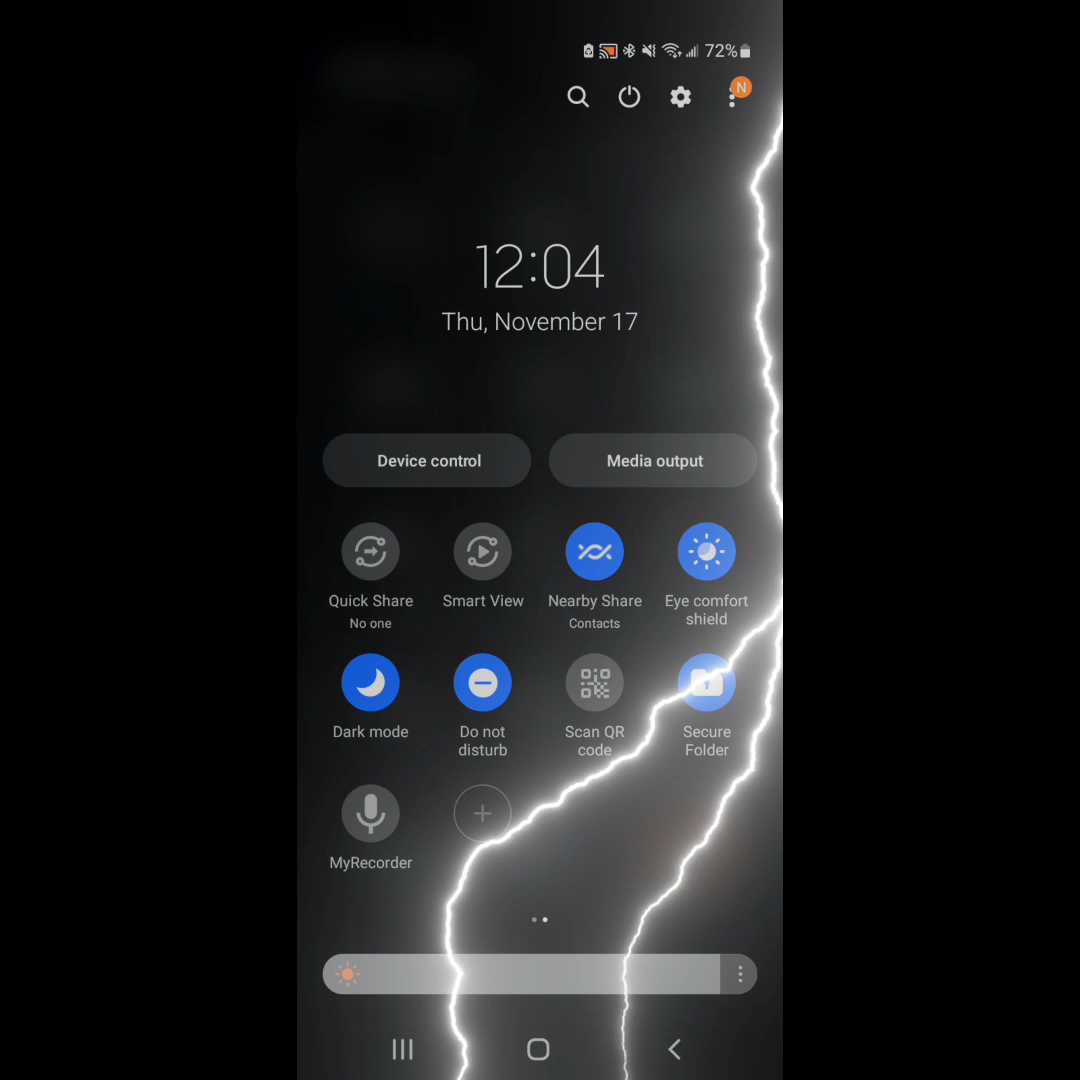 72%
N
12:04
Thu, November 17
Device control
Media output
Quick Share
No one
Smart View
Nearby Share
Contacts
Eye comfort
shield
Dark mode
Do not
disturb
Scan QR
code
Secure
Folder
MyRecorder